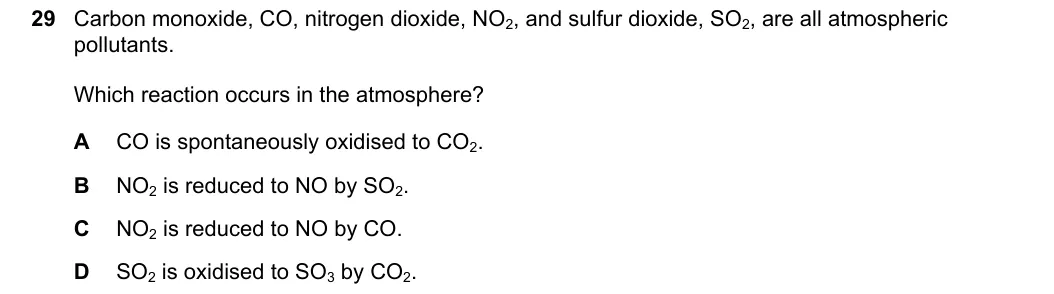 29 Carbon monoxide, CO, nitrogen dioxide, NO₂, and sulfur dioxide, SO₂, are all atmospheric
pollutants.
Which reaction occurs in the atmosphere?
A CO is spontaneously oxidised to CO₂.
B NO₂ is reduced to NO by SO₂.
C NO₂ is reduced to NO by CO.
D SO₂ is oxidised to SO₃ by CO₂.